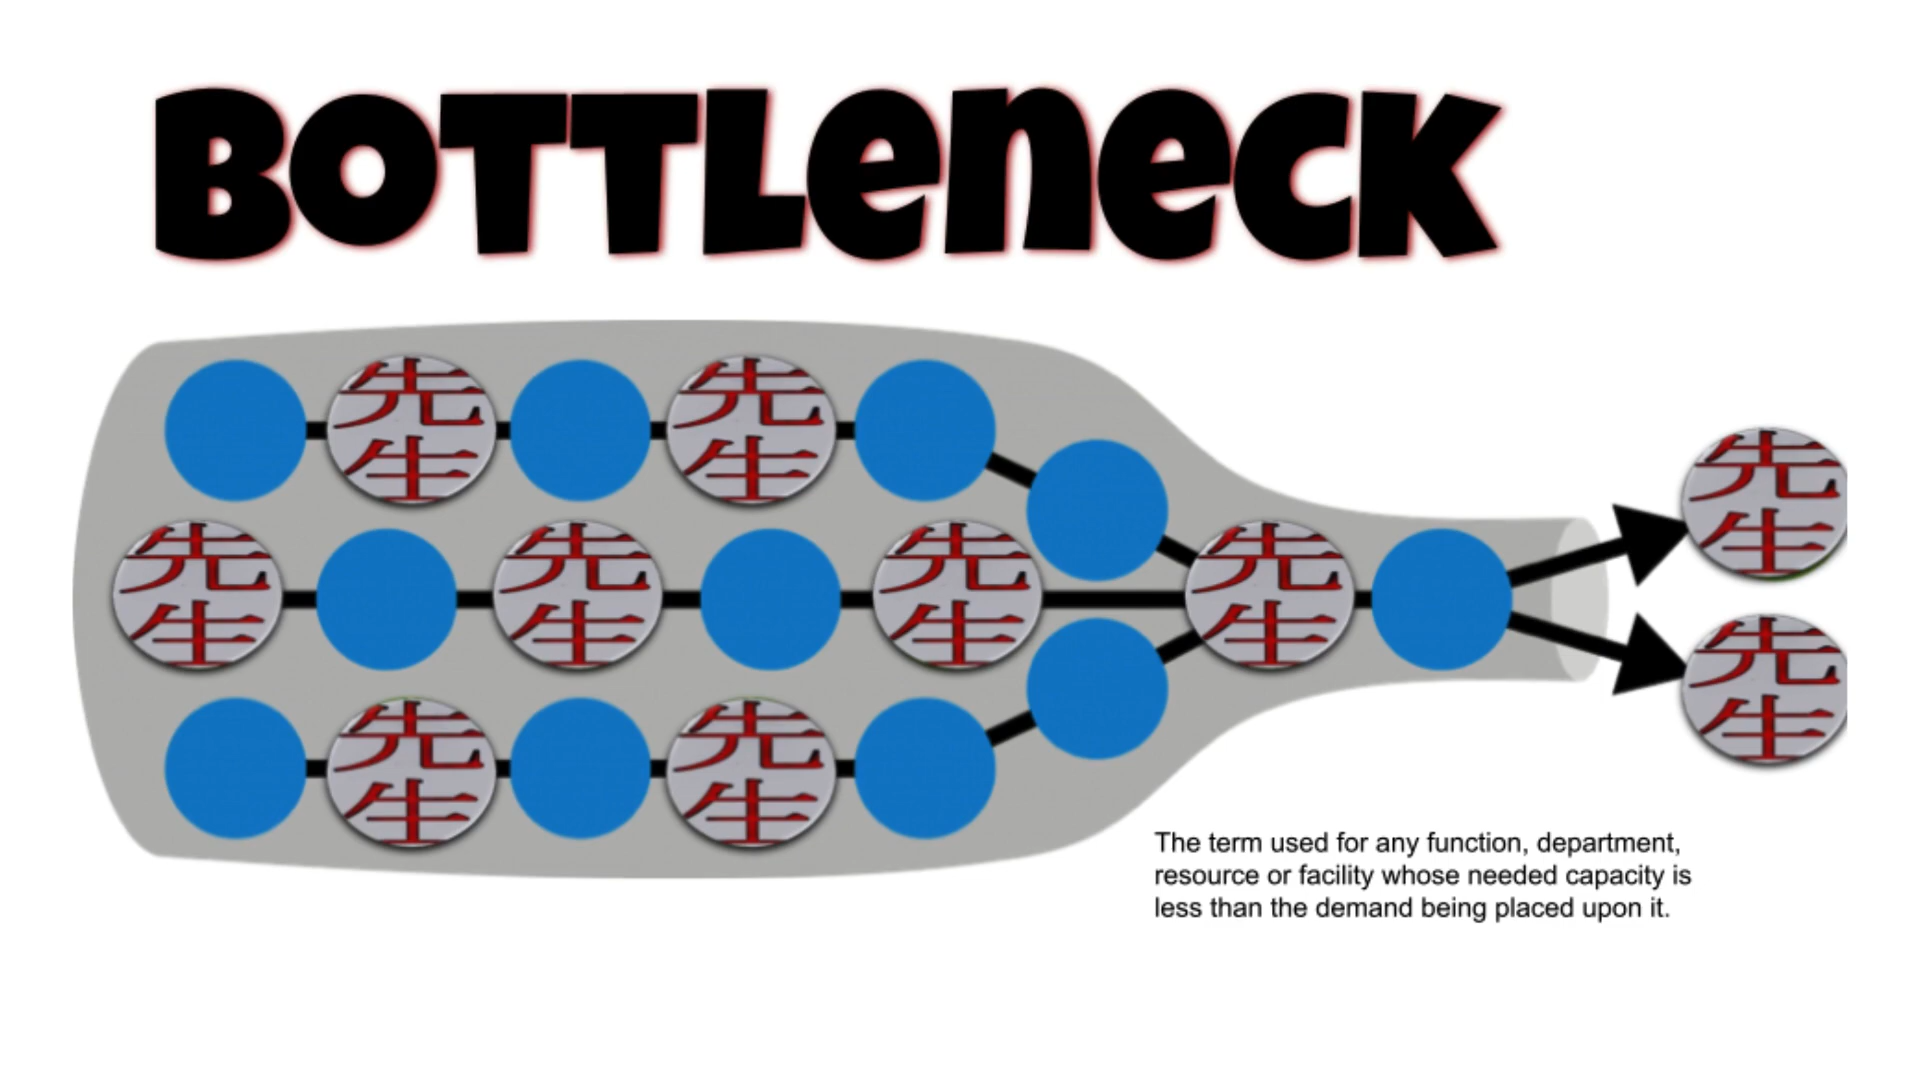 BOTTLeneCK
先 先
生 生
先
生
先 先 先 先
生 生 生 生
先
生
先 先
生 生
The term used for any function, department,
resource or facility whose needed capacity is
less than the demand being placed upon it.